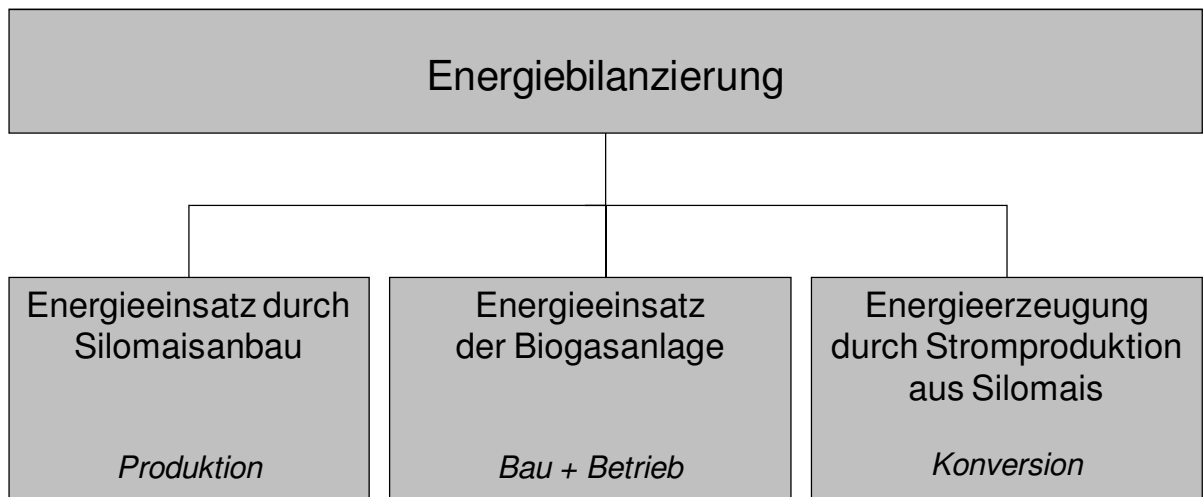 Energiebilanzierung
Energieeinsatz durch
Silomaisanbau
Produktion
Energieeinsatz
der Biogasanlage
Bau + Betrieb
Energieerzeugung
durch Stromproduktion
aus Silomais
Konversion